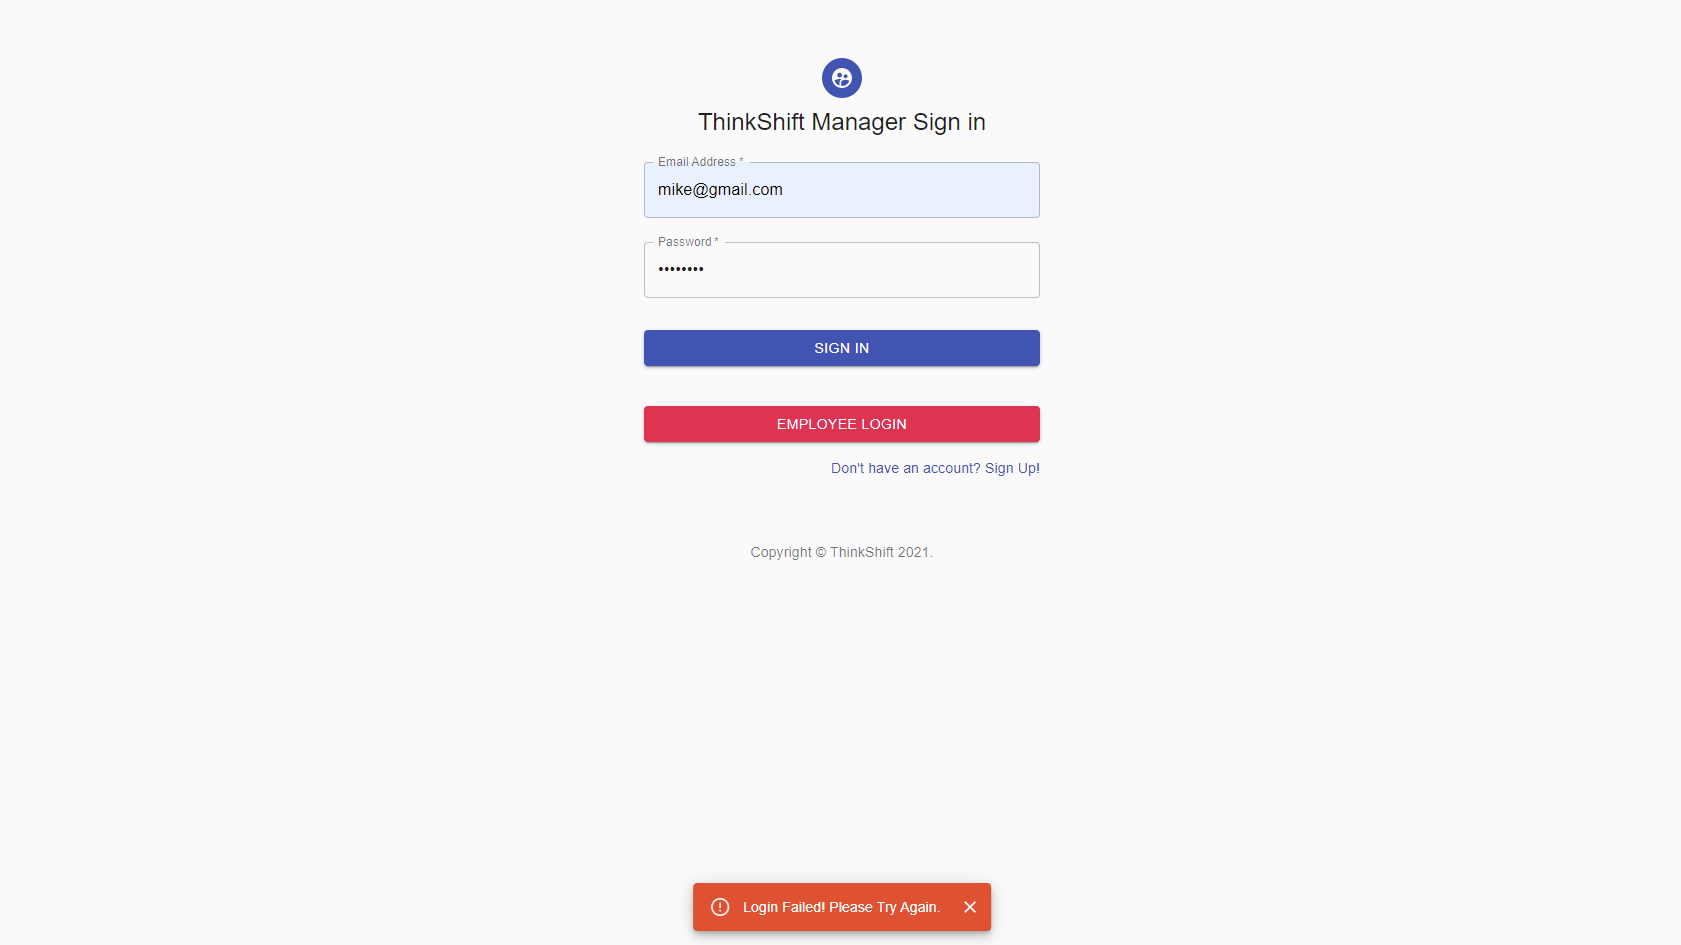 ThinkShift Manager Sign in
Email Address *
mike@gmail.com
Password *
••••••••
SIGN IN
EMPLOYEE LOGIN
Don't have an account? Sign Up!
Copyright © ThinkShift 2021.
Login Failed! Please Try Again.